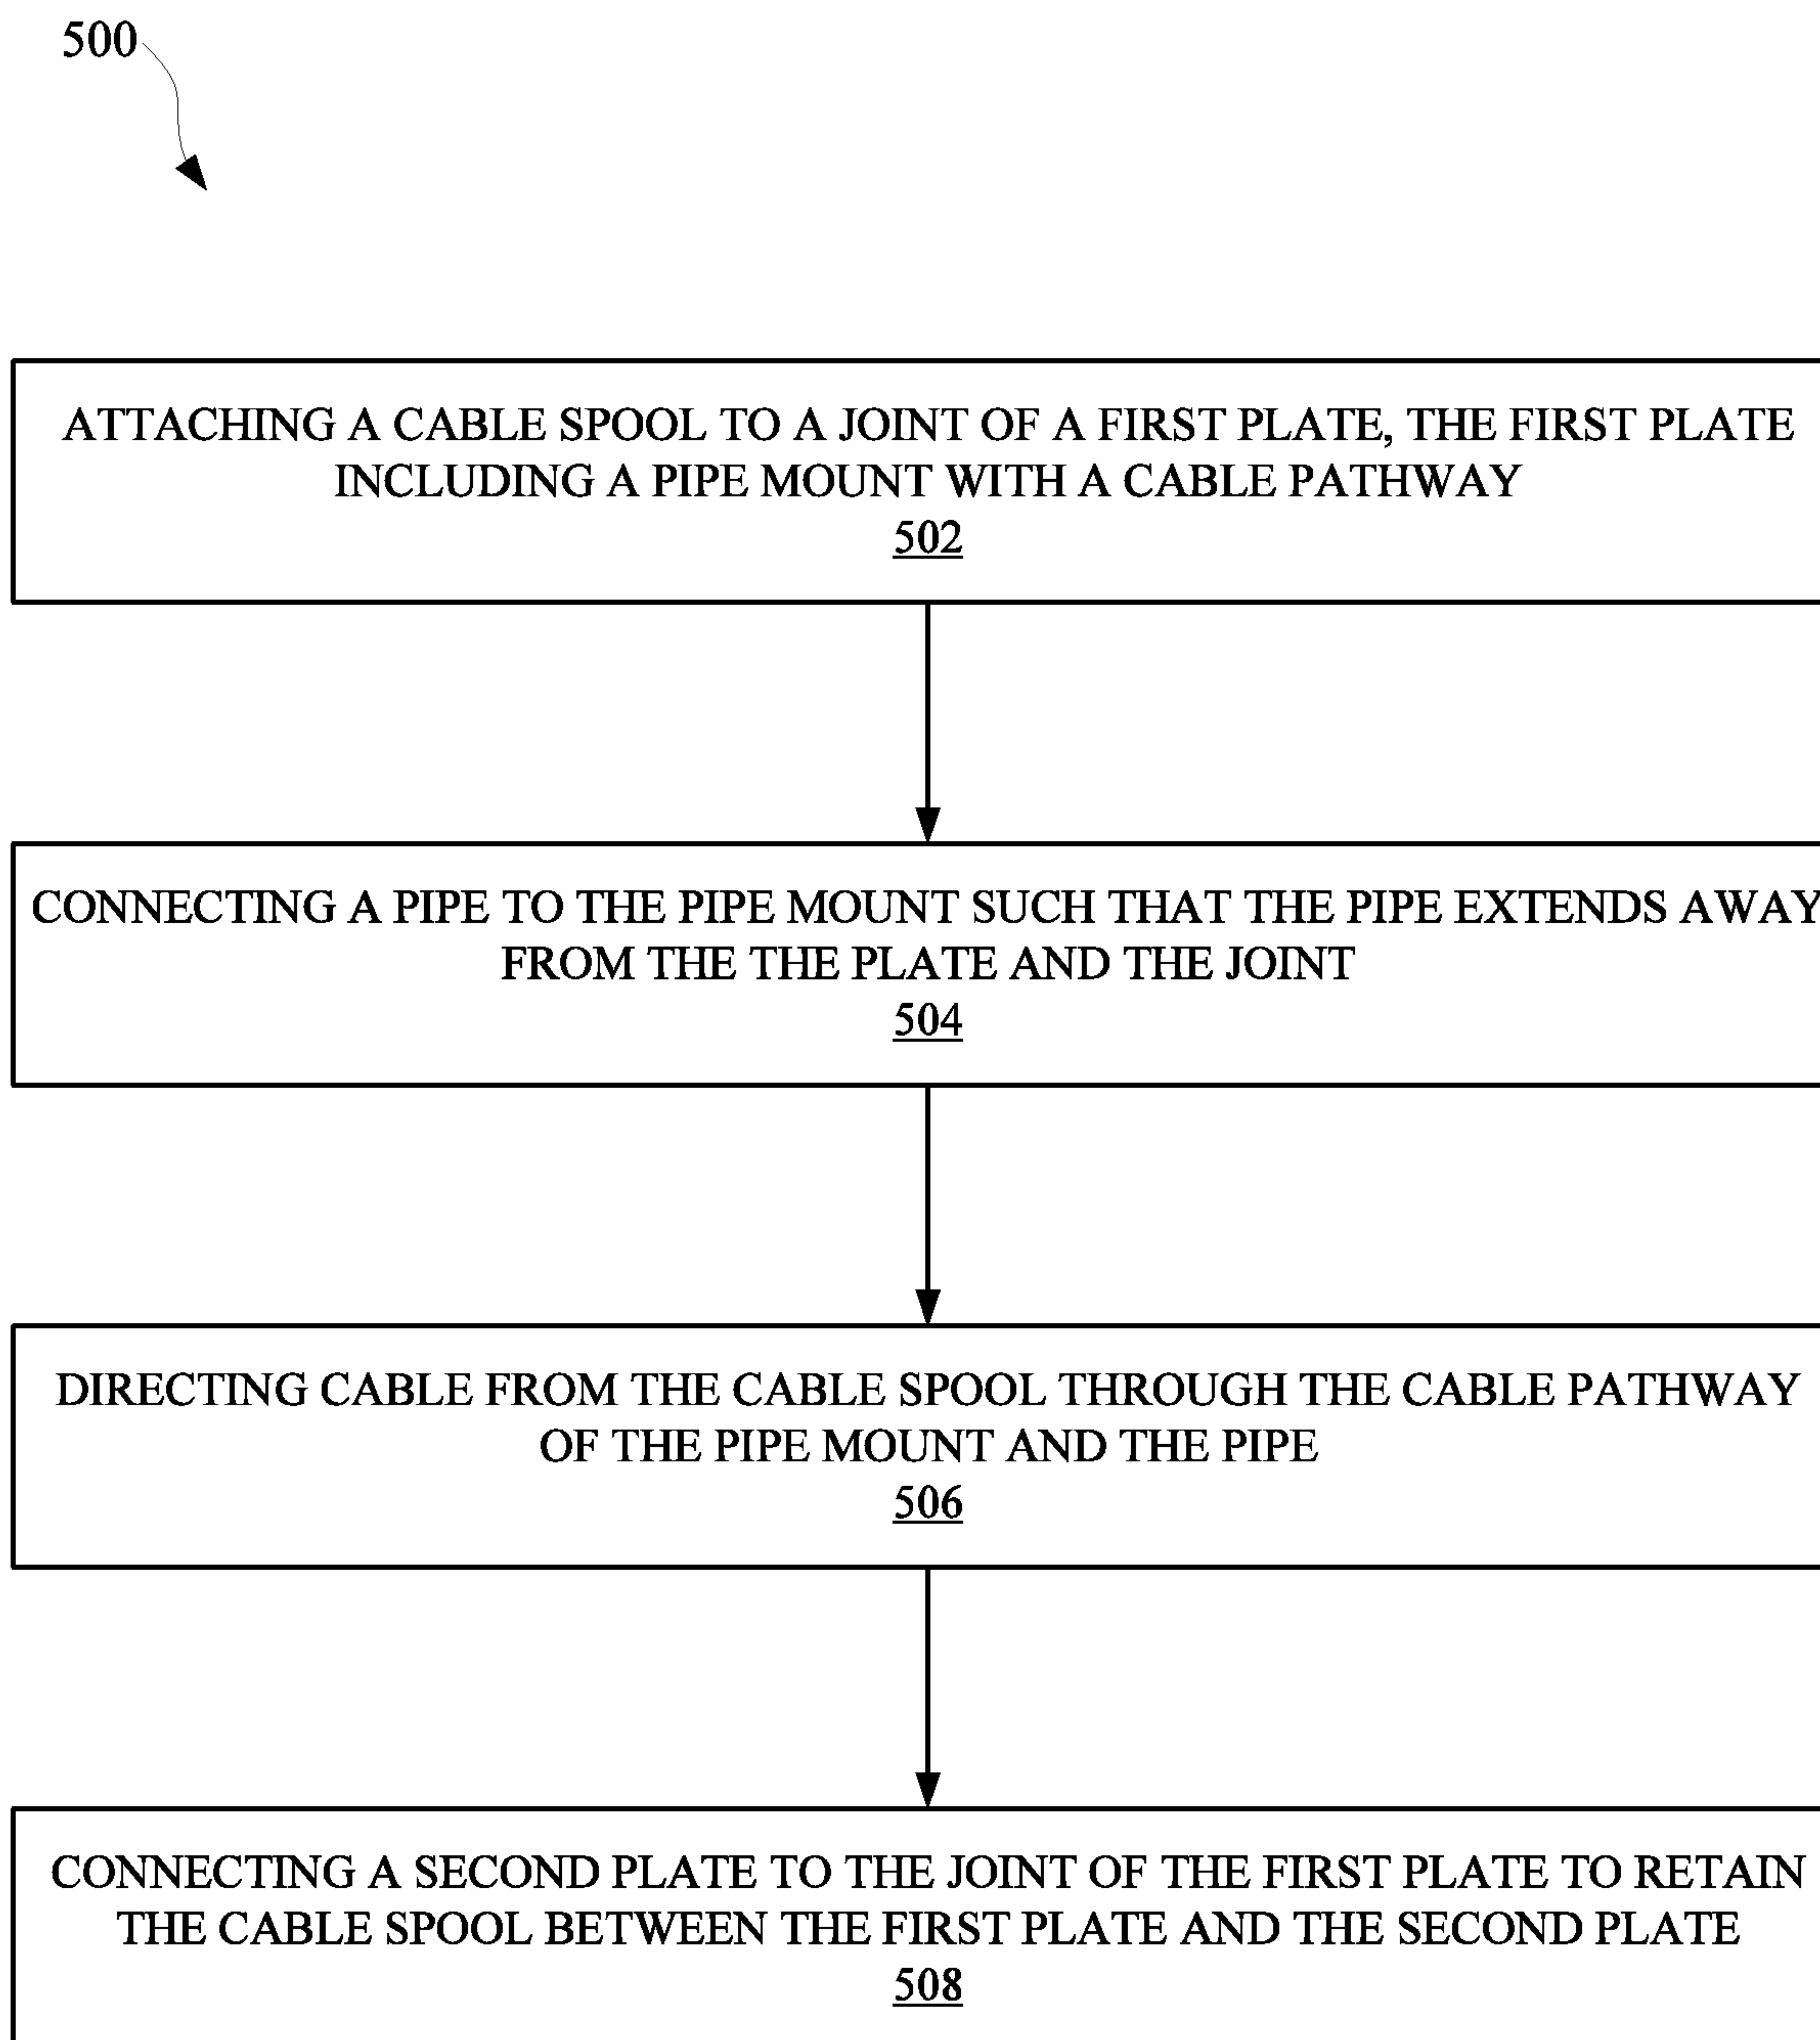 500
ATTACHING A CABLE SPOOL TO A JOINT OF A FIRST PLATE, THE FIRST PLATE
INCLUDING A PIPE MOUNT WITH A CABLE PATHWAY
502
CONNECTING A PIPE TO THE PIPE MOUNT SUCH THAT THE PIPE EXTENDS AWAY
FROM THE THE PLATE AND THE JOINT
504
DIRECTING CABLE FROM THE CABLE SPOOL THROUGH THE CABLE PATHWAY
OF THE PIPE MOUNT AND THE PIPE
506
CONNECTING A SECOND PLATE TO THE JOINT OF THE FIRST PLATE TO RETAIN
THE CABLE SPOOL BETWEEN THE FIRST PLATE AND THE SECOND PLATE
508